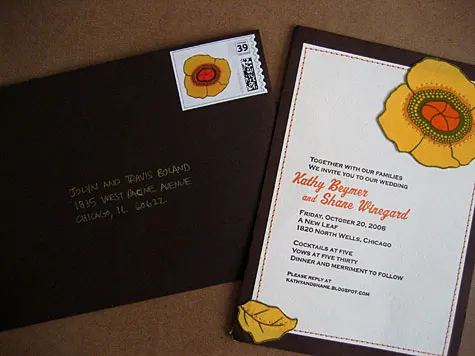 39
JOLYN AND TRAVIS BOLAND
1835 WEST AVENUE
CHICAGO, IL 60622
TOGETHER WITH OUR FAMILIES
WE INVITE YOU TO OUR WEDDING
Kathy Beymer
and Shane Winegard
FRIDAY, OCTOBER 20, 2006
A NEW LEAF
1820 NORTH WELLS, CHICAGO
COCKTAILS AT FIVE
VOWS AT FIVE THIRTY
DINNER AND MERRIMENT TO FOLLOW
PLEASE REPLY AT
KATHYANDSHANE.BLOGSPOT.COM